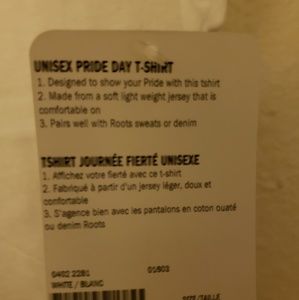 UNISEX PRIDE DAY T-SHIRT
1. Designed to show your Pride with this tshirt
2. Made from a soft light weight jersey that is
comfortable on
3. Pairs well with Roots sweats or denim
TSHIRT JOURNÉE FIERTÉ UNISEXE
1. Affichez votre fierté avec ce t-shirt
2. Fabriqué à partir d'un jersey léger, doux et
confortable
3. S'agence bien avec les pantalons en coton ouaté
ou denim Roots
0402 2281 01803
WHITE / BLANC
SIZE/TAILLE